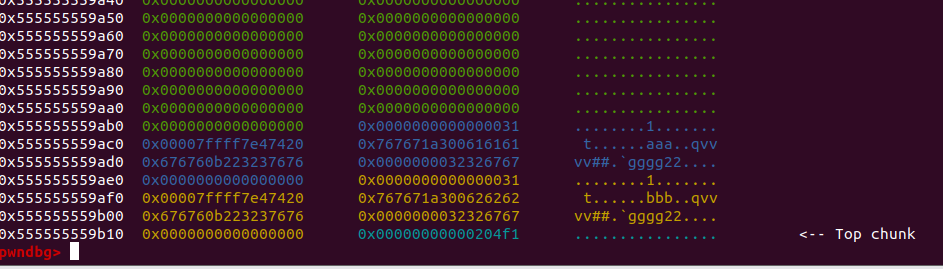 0x555555559a40 0x0000000000000000 0x0000000000000000 ................
0x555555559a50 0x0000000000000000 0x0000000000000000 ................
0x555555559a60 0x0000000000000000 0x0000000000000000 ................
0x555555559a70 0x0000000000000000 0x0000000000000000 ................
0x555555559a80 0x0000000000000000 0x0000000000000000 ................
0x555555559a90 0x0000000000000000 0x0000000000000000 ................
0x555555559aa0 0x0000000000000000 0x0000000000000000 ................
0x555555559ab0 0x0000000000000000 0x0000000000000031 ........1.......
0x555555559ac0 0x00007ffff7e47420 0x767671a300616161 t......aaa..qvv
0x555555559ad0 0x676760b223237676 0x0000000032326767 vv##.`gggg22....
0x555555559ae0 0x0000000000000000 0x0000000000000031 ........1.......
0x555555559af0 0x00007ffff7e47420 0x767671a300626262 t......bbb..qvv
0x555555559b00 0x676760b223237676 0x0000000032326767 vv##.`gggg22....
0x555555559b10 0x0000000000000000 0x00000000000204f1 ................ <-- Top chunk
pwndbg>